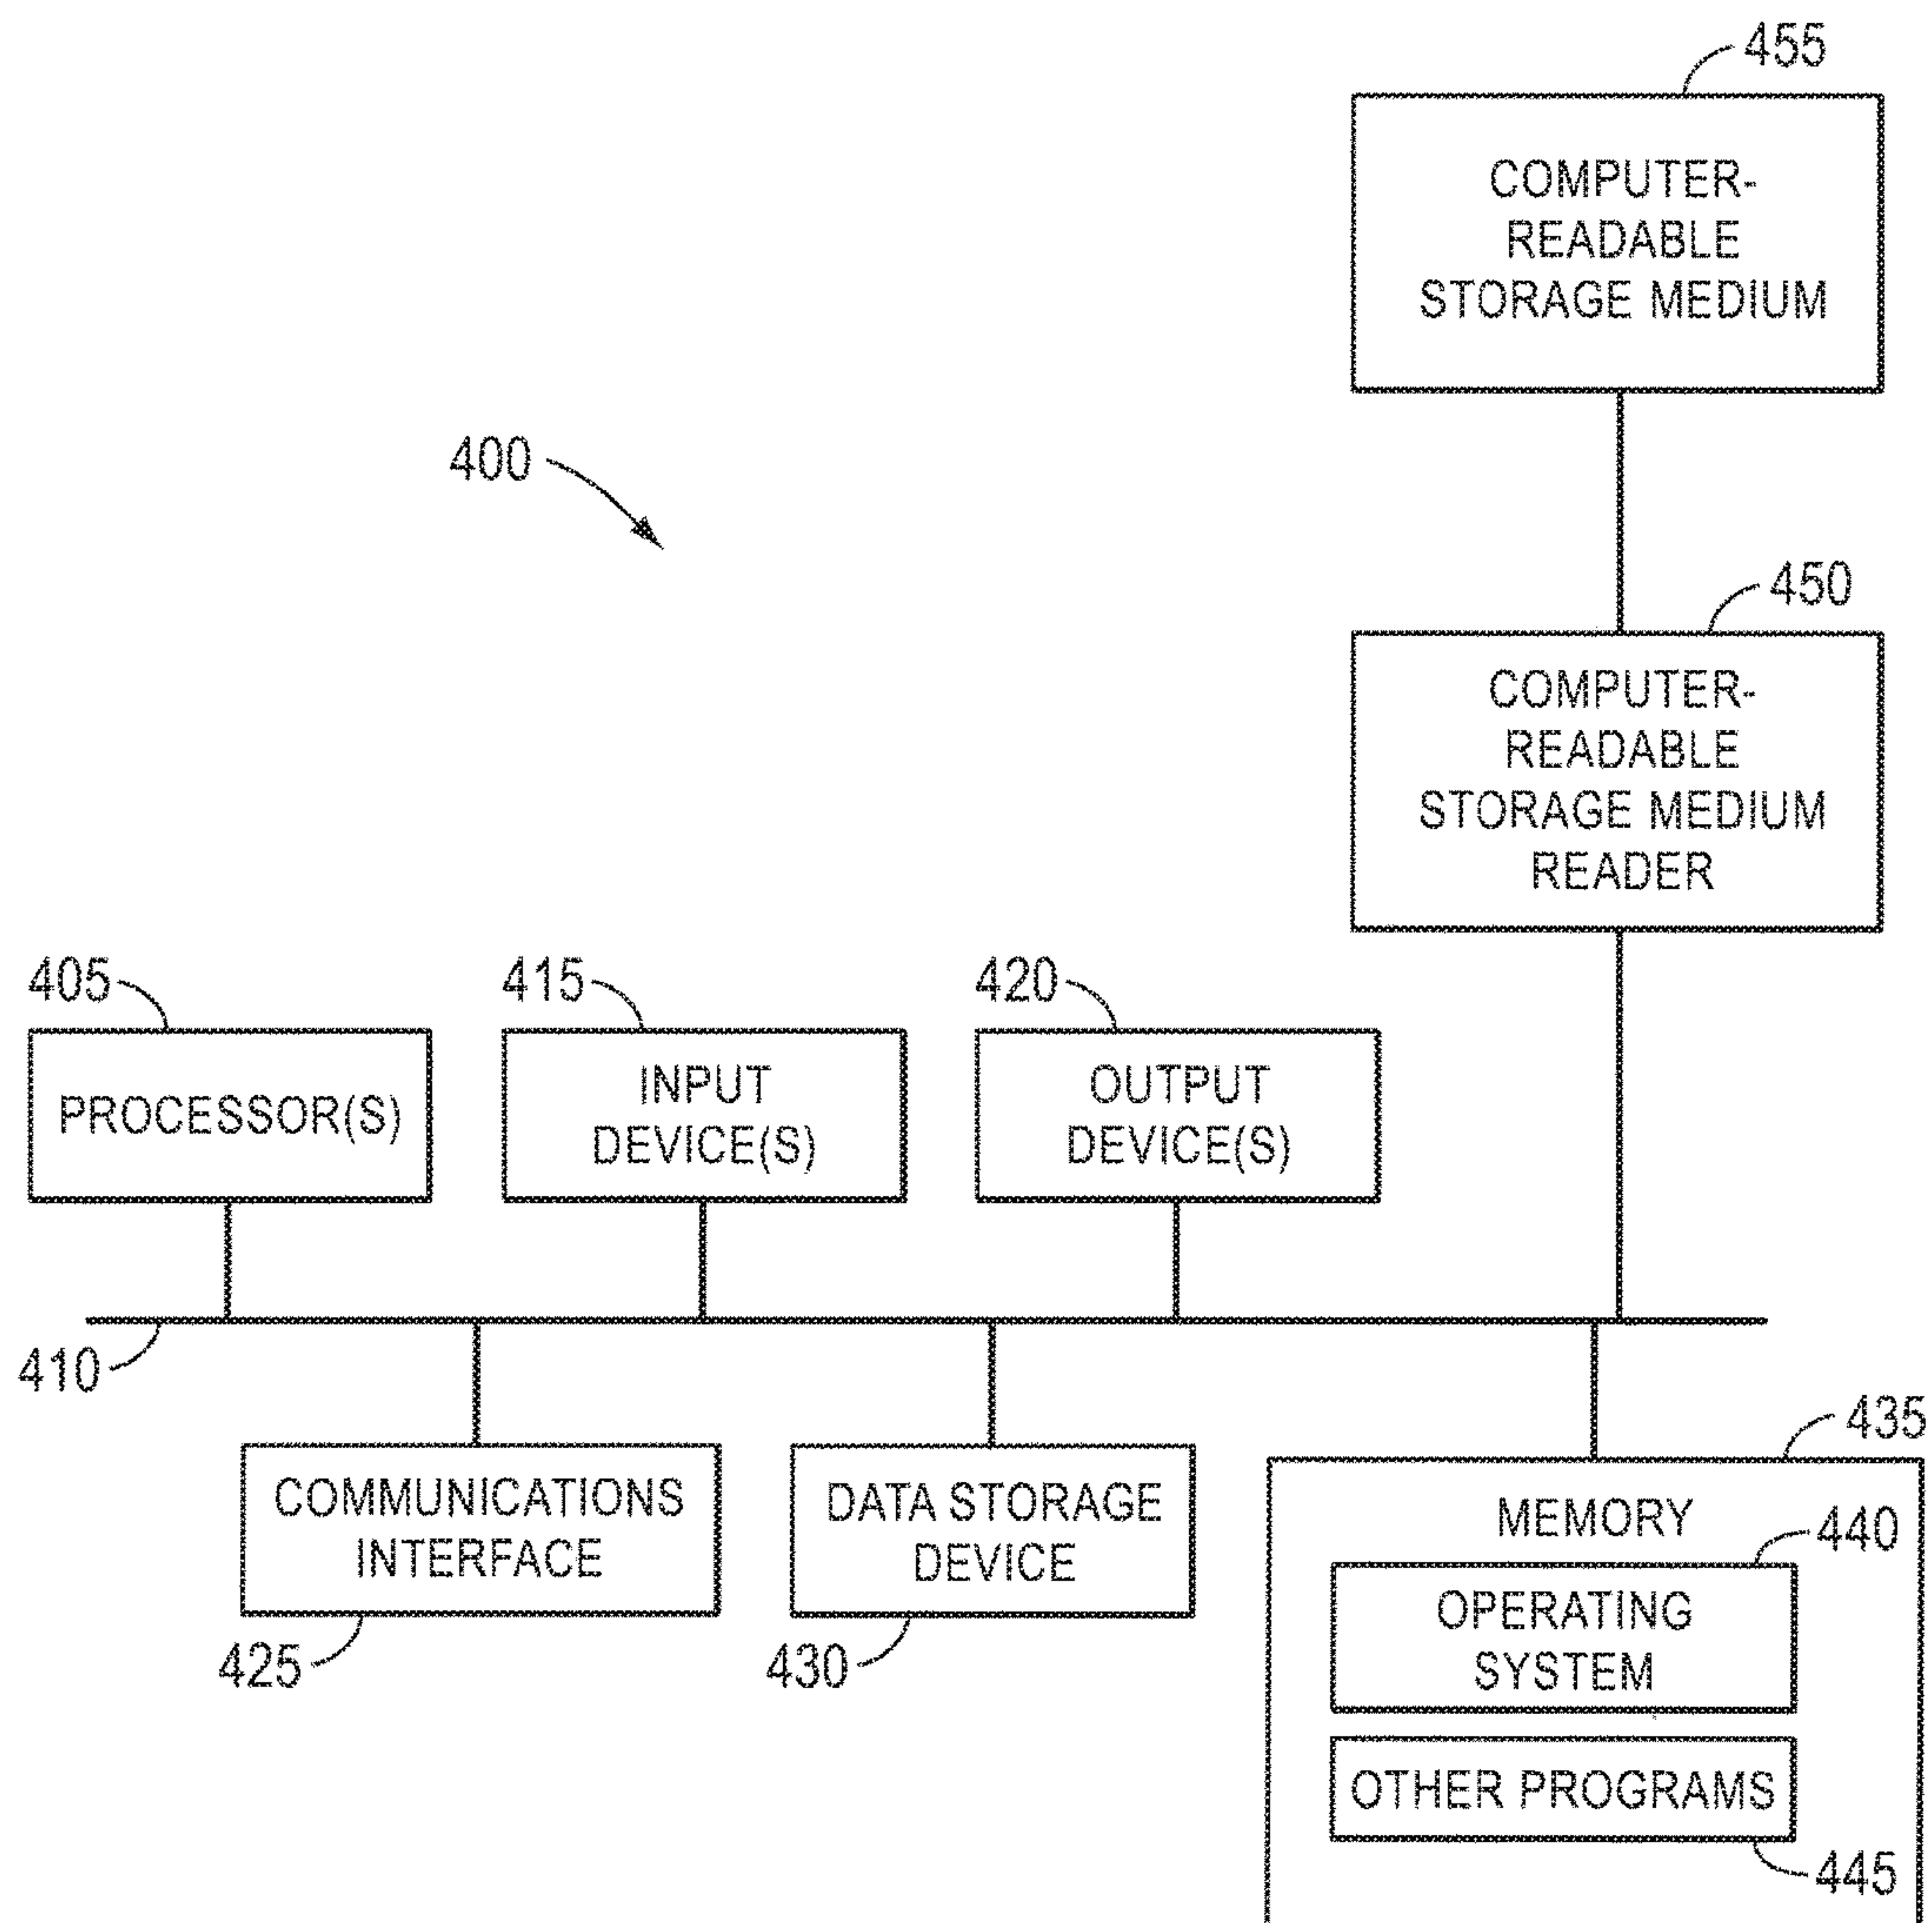 455
COMPUTER-
READABLE
STORAGE MEDIUM
400
450
COMPUTER-
READABLE
STORAGE MEDIUM
READER
405
415
420
PROCESSOR(S)
INPUT
DEVICE(S)
OUTPUT
DEVICE(S)
410
435
COMMUNICATIONS
INTERFACE
DATA STORAGE
DEVICE
MEMORY
440
OPERATING
SYSTEM
425
430
OTHER PROGRAMS
445